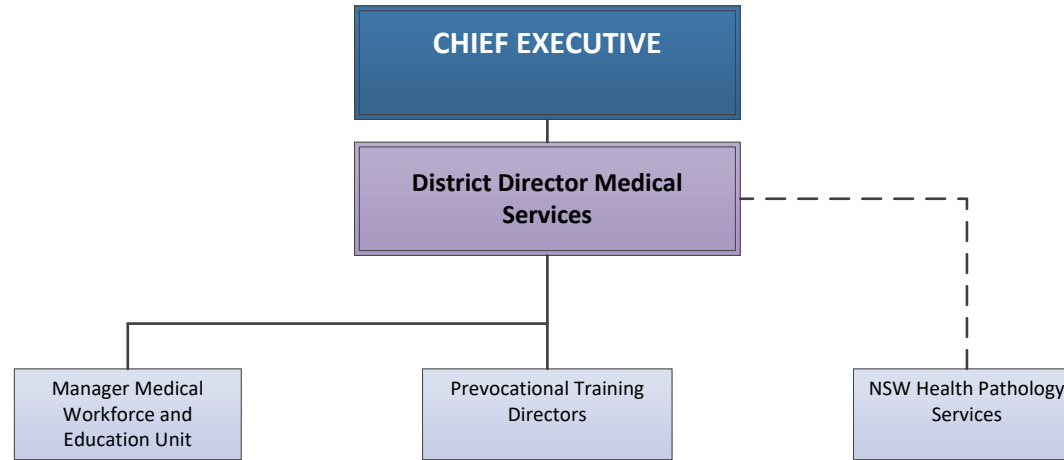 CHIEF EXECUTIVE
District Director Medical
Services
Manager Medical
Workforce and
Education Unit
Prevocational Training
Directors
NSW Health Pathology
Services